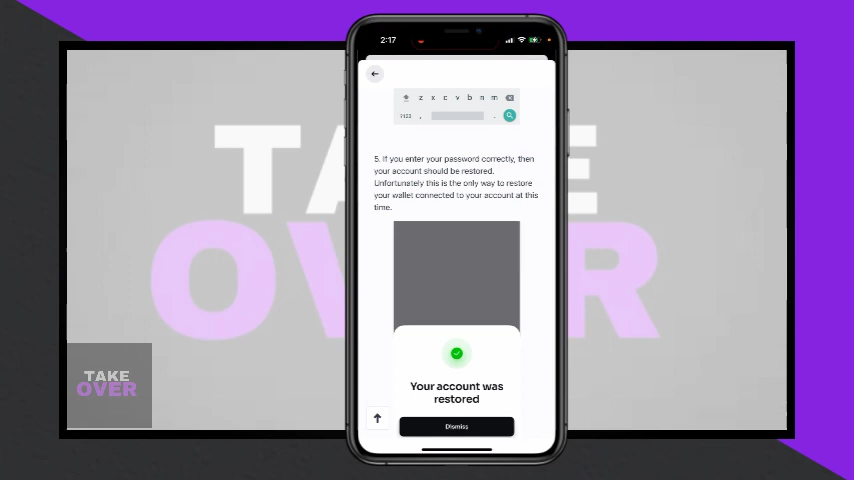 2:17
z x c v b n m
?123 , .
5. If you enter your password correctly, then
your account should be restored.
Unfortunately this is the only way to restore
your wallet connected to your account at this
time.
Your account was
restored
Dismiss
TAKE
OVER